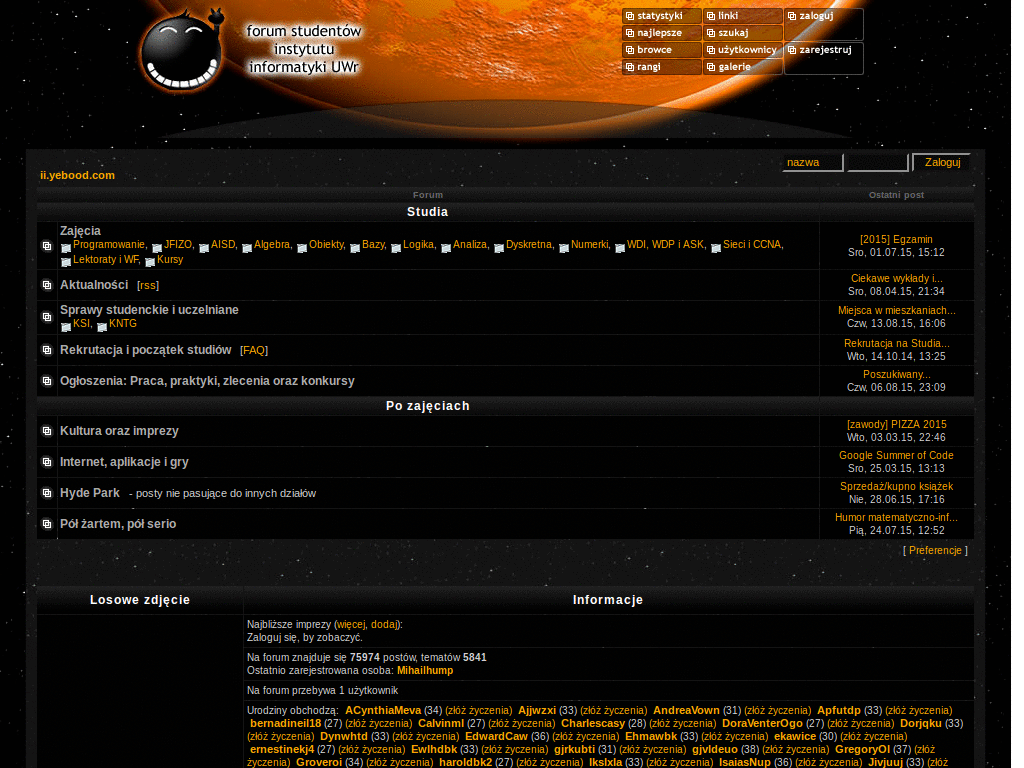 forum studentów
instytutu
informatyki UWr
statystyki linki zaloguj
najlepsze szukaj
browce użytkownicy zarejestruj
rangi galerie
nazwa Zaloguj
ii.yebood.com
Forum Ostatni post
Studia
Zajęcia
Programowanie, JFIZO, AISD, Algebra, Obiekty, Bazy, Logika, Analiza, Dyskretna, Numerki, WDI, WDP i ASK, Sieci i CCNA,
Lektoraty i WF, Kursy
[2015] Egzamin
Sro, 01.07.15, 15:12
Aktualności [rss]
Ciekawe wykłady i...
Sro, 08.04.15, 21:34
Sprawy studenckie i uczelniane
KSI, KNTG
Miejsca w mieszkaniach...
Czw, 13.08.15, 16:06
Rekrutacja i początek studiów [FAQ]
Rekrutacja na Studia...
Wto, 14.10.14, 13:25
Ogłoszenia: Praca, praktyki, zlecenia oraz konkursy
Poszukiwany...
Czw, 06.08.15, 23:09
Po zajęciach
Kultura oraz imprezy
[zawody] PIZZA 2015
Wto, 03.03.15, 22:46
Internet, aplikacje i gry
Google Summer of Code
Sro, 25.03.15, 13:13
Hyde Park - posty nie pasujące do innych działów
Sprzedaż/kupno książek
Nie, 28.06.15, 17:16
Pół żartem, pół serio
Humor matematyczno-inf...
Pią, 24.07.15, 12:52
[ Preferencje ]
Losowe zdjęcie Informacje
Najbliższe imprezy (więcej, dodaj):
Zaloguj się, by zobaczyć.
Na forum znajduje się 75974 postów, tematów 5841
Ostatnio zarejestrowana osoba: Mihailhump
Na forum przebywa 1 użytkownik
Urodziny obchodzą: ACynthiaMeva (34) (złóż życzenia) Ajjwzxi (33) (złóż życzenia) AndreaVown (31) (złóż życzenia) Apfutdp (33) (złóż życzenia)
bernadineil18 (27) (złóż życzenia) Calvinml (27) (złóż życzenia) Charlescasy (28) (złóż życzenia) DoraVenterOgo (27) (złóż życzenia) Dorjqku (33)
(złóż życzenia) Dynwhtd (33) (złóż życzenia) EdwardCaw (36) (złóż życzenia) Ehmawbk (33) (złóż życzenia) ekawice (30) (złóż życzenia)
ernestinekj4 (27) (złóż życzenia) Ewlhdbk (33) (złóż życzenia) gjrkubti (31) (złóż życzenia) gjvldeuo (38) (złóż życzenia) GregoryOl (37) (złóż
życzenia) Groveroi (34) (złóż życzenia) haroldbk2 (27) (złóż życzenia) Ikslxla (33) (złóż życzenia) IsaiasNup (36) (złóż życzenia) Jivjuuj (33) (złóż